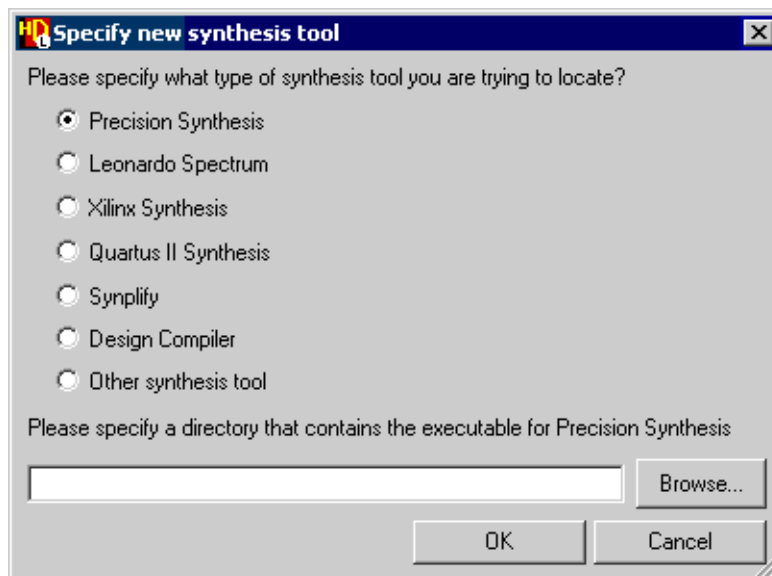 HDL Specify new synthesis tool
Please specify what type of synthesis tool you are trying to locate?
Precision Synthesis
Leonardo Spectrum
Xilinx Synthesis
Quartus II Synthesis
Synplify
Design Compiler
Other synthesis tool
Please specify a directory that contains the executable for Precision Synthesis
Browse...
OK Cancel